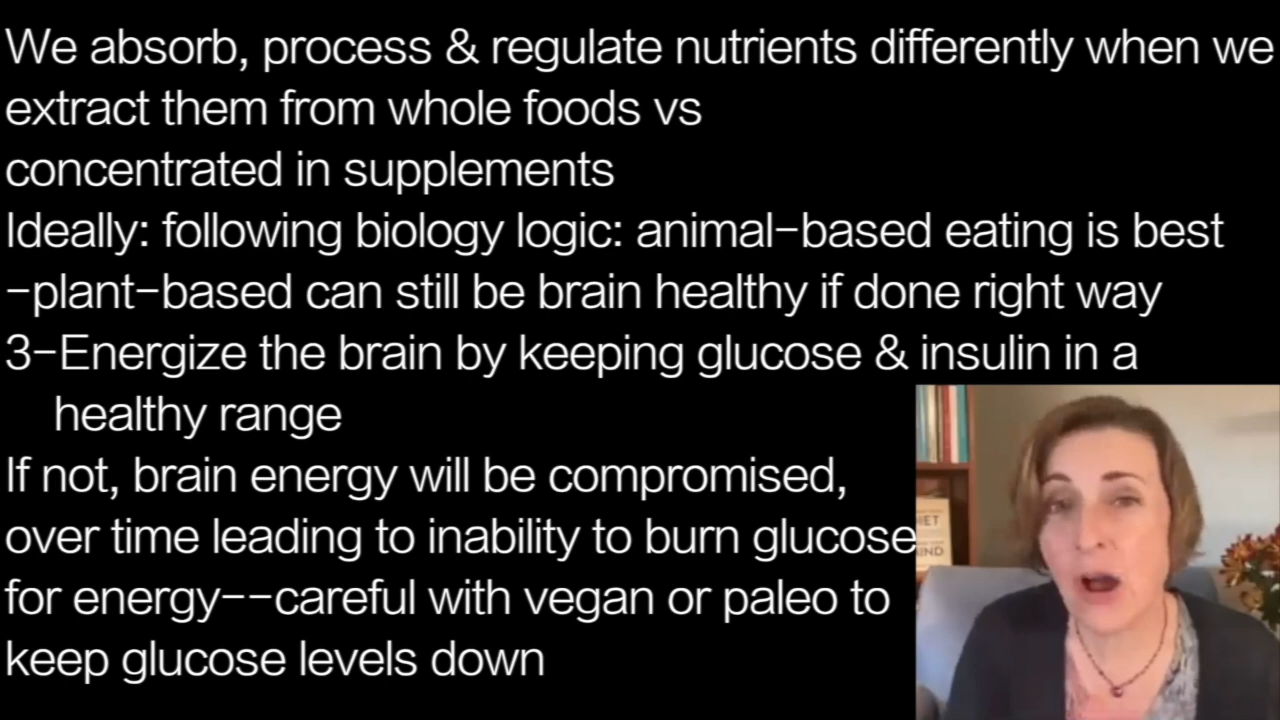 We absorb, process & regulate nutrients differently when we
extract them from whole foods vs
concentrated in supplements
Ideally: following biology logic: animal-based eating is best
-plant-based can still be brain healthy if done right way
3-Energize the brain by keeping glucose & insulin in a
healthy range
If not, brain energy will be compromised,
over time leading to inability to burn glucose
for energy--careful with vegan or paleo to
keep glucose levels down